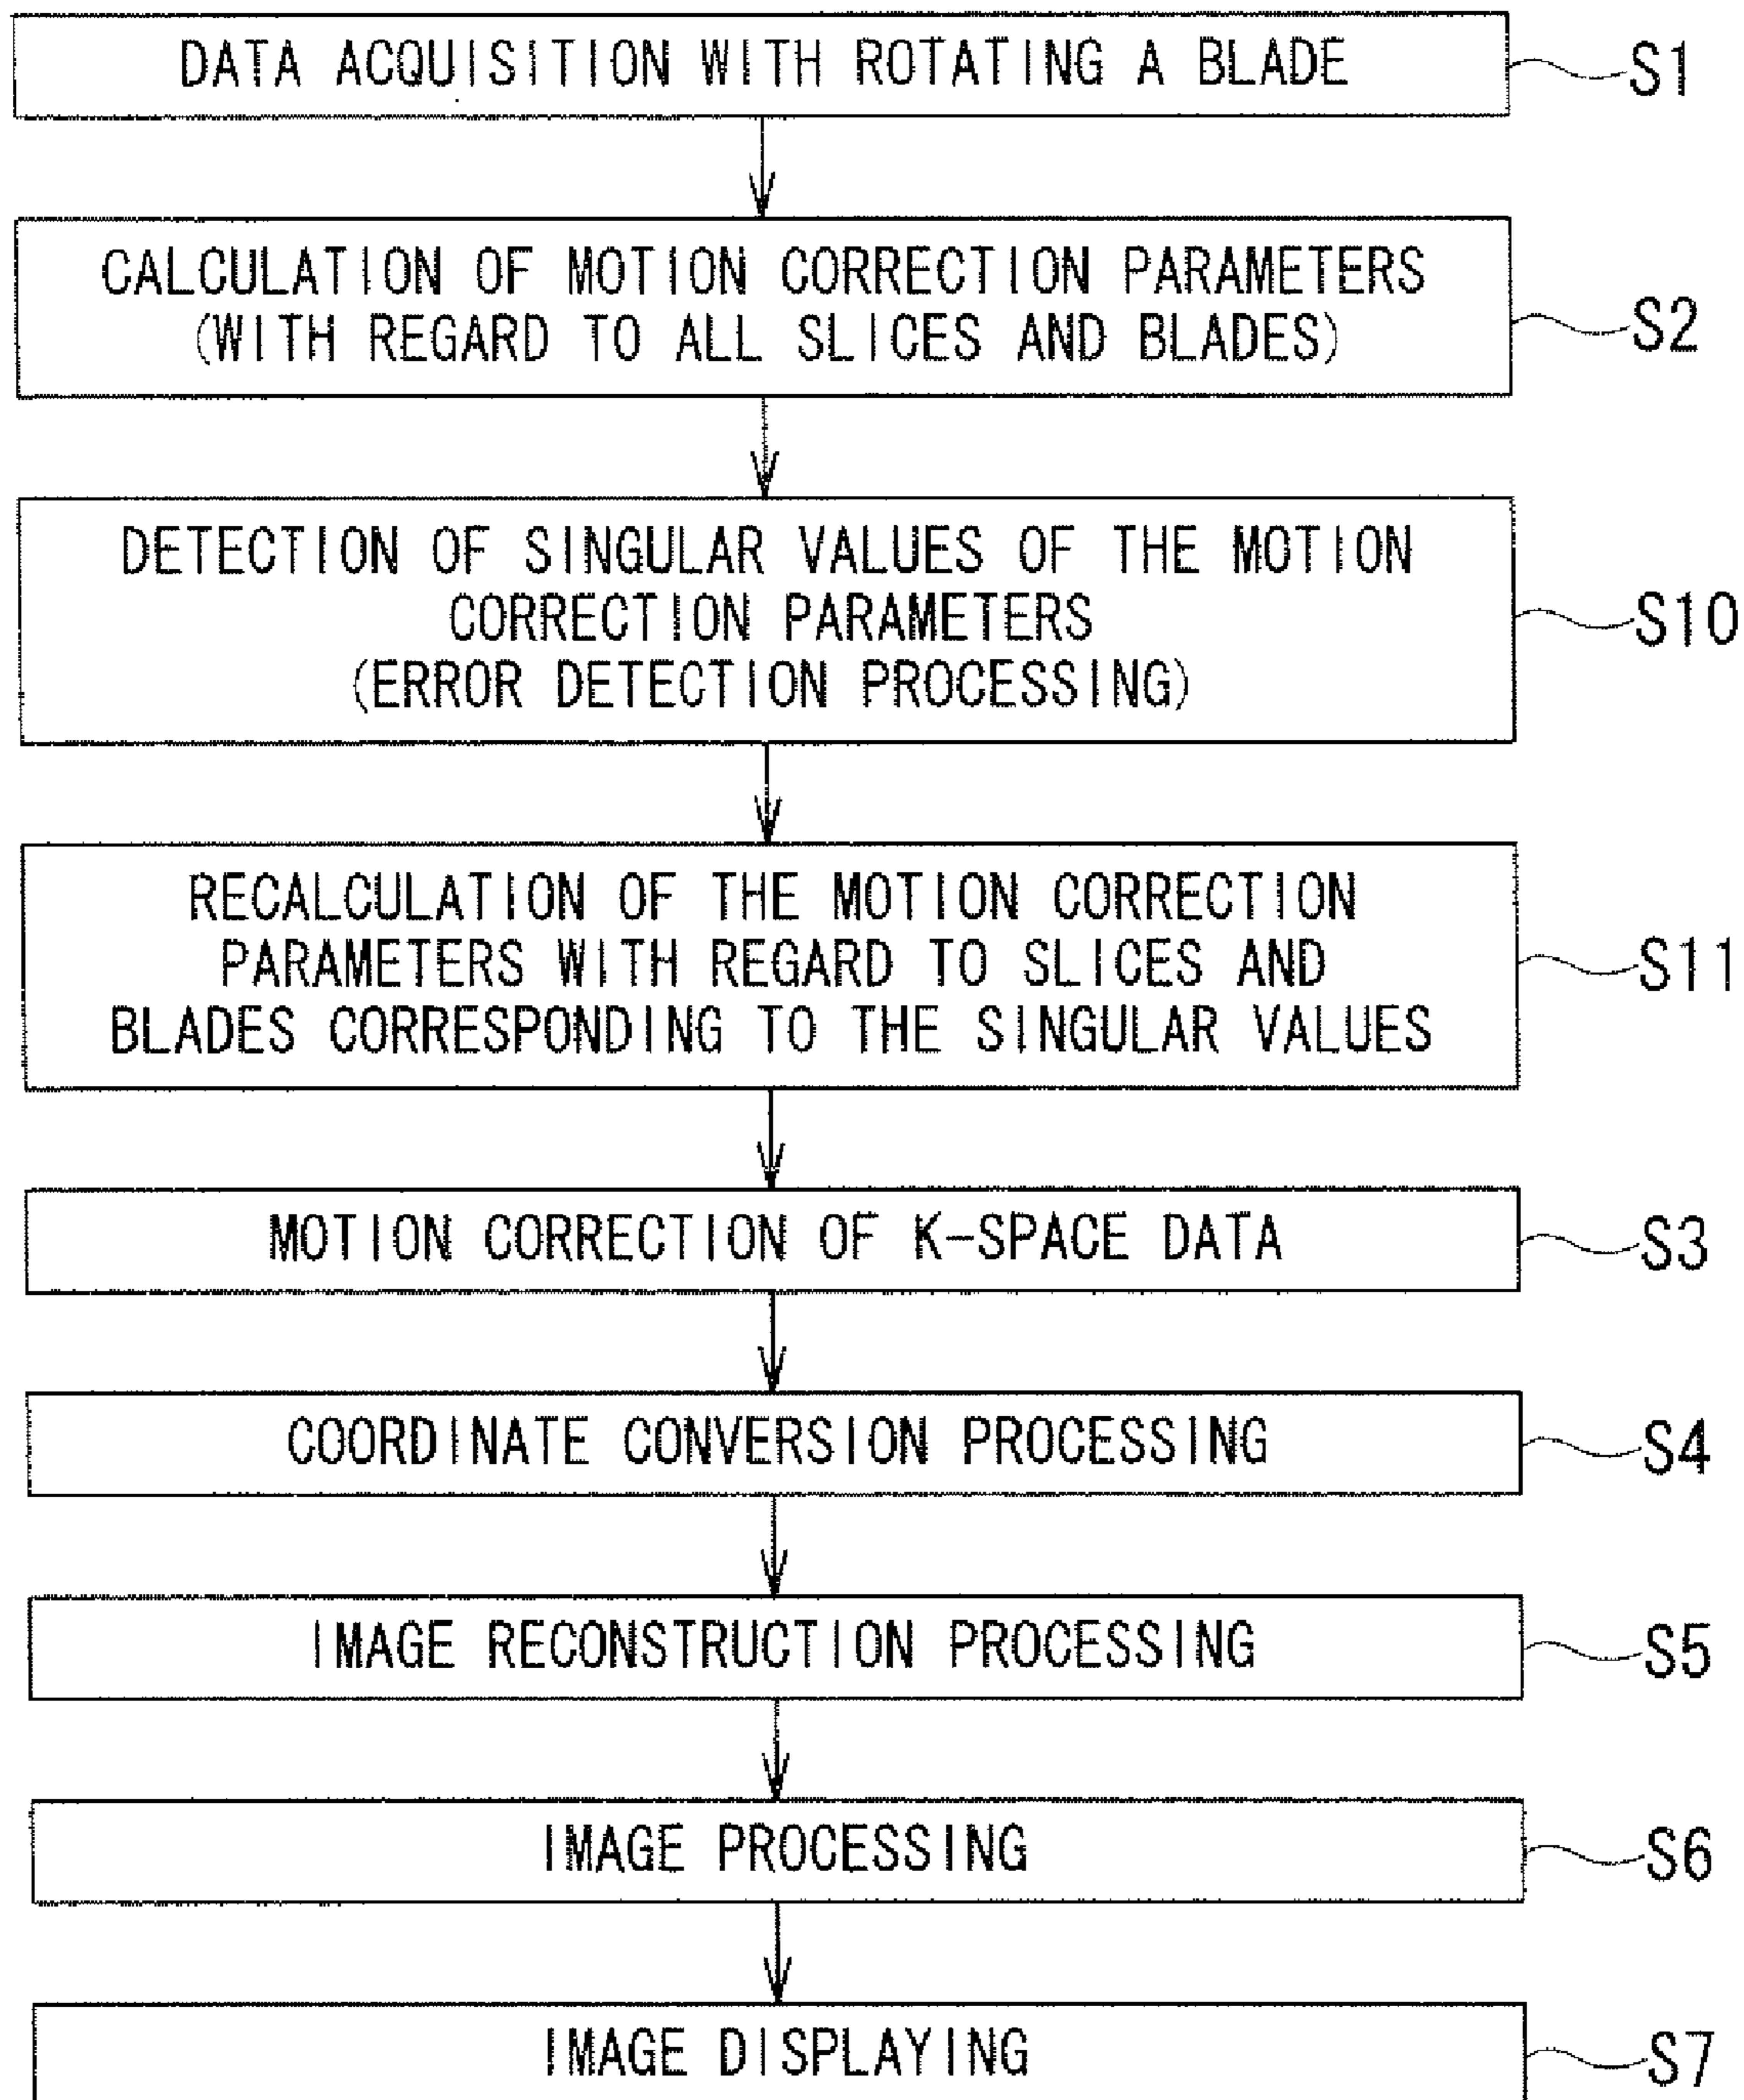 DATA ACQUISITION WITH ROTATING A BLADE
S1
CALCULATION OF MOTION CORRECTION PARAMETERS
(WITH REGARD TO ALL SLICES AND BLADES)
S2
DETECTION OF SINGULAR VALUES OF THE MOTION
CORRECTION PARAMETERS
(ERROR DETECTION PROCESSING)
S10
RECALCULATION OF THE MOTION CORRECTION
PARAMETERS WITH REGARD TO SLICES AND
BLADES CORRESPONDING TO THE SINGULAR VALUES
S11
MOTION CORRECTION OF K-SPACE DATA
S3
COORDINATE CONVERSION PROCESSING
S4
IMAGE RECONSTRUCTION PROCESSING
S5
IMAGE PROCESSING
S6
IMAGE DISPLAYING
S7